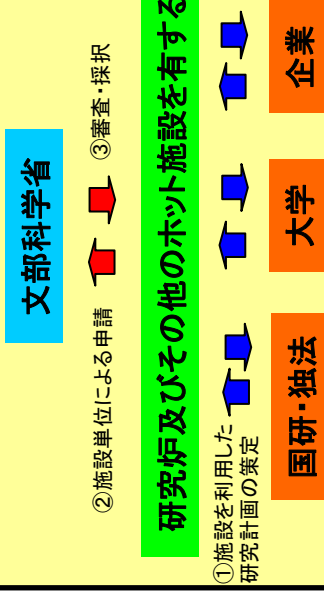 文部科学省
②施設単位による申請
③審査・採択
研究炉及びその他のホット施設を有する
①施設を利用した
研究計画の策定
国研・独法
大学
企業